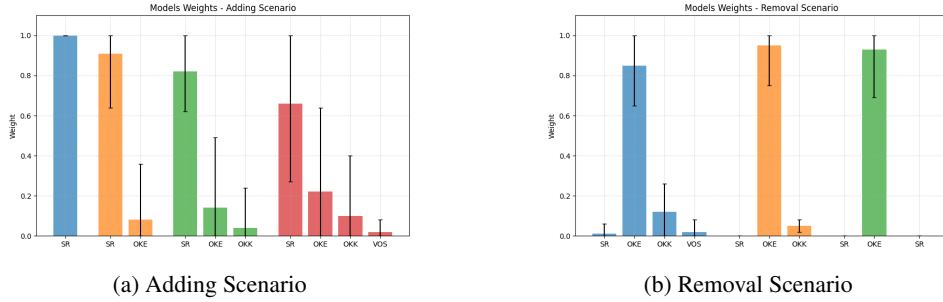 Models Weights - Adding Scenario
Weight
1.0
0.8
0.6
0.4
0.2
0.0
SR SR OKE SR OKE OKK SR OKE OKK VOS
(a) Adding Scenario
Models Weights - Removal Scenario
Weight
1.0
0.8
0.6
0.4
0.2
0.0
SR OKE OKK VOS SR OKE OKK SR OKE SR
(b) Removal Scenario